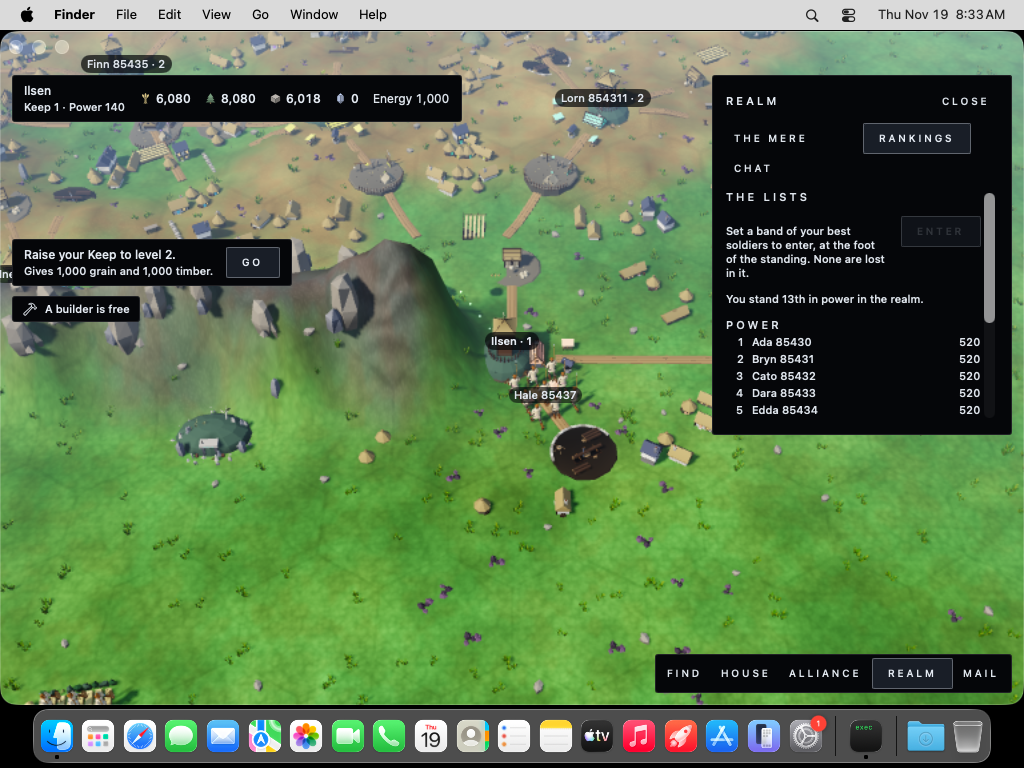 Finder File Edit View Go Window Help
Thu Nov 19 8:33 AM
Finn 85435 · 2
Ilsen
Keep 1 · Power 140
6,080 8,080 6,018 0 Energy 1,000
Lorn 854311 · 2
REALM CLOSE
THE MERE RANKINGS
CHAT
THE LISTS
Set a band of your best
soldiers to enter, at the foot
of the standing. None are lost
in it.
ENTER
You stand 13th in power in the realm.
POWER
1 Ada 85430 520
2 Bryn 85431 520
3 Cato 85432 520
4 Dara 85433 520
5 Edda 85434 520
Raise your Keep to level 2.
Gives 1,000 grain and 1,000 timber.
GO
A builder is free
Ilsen · 1
Hale 85437
FIND HOUSE ALLIANCE REALM MAIL
Thu
19
tv
1
exec